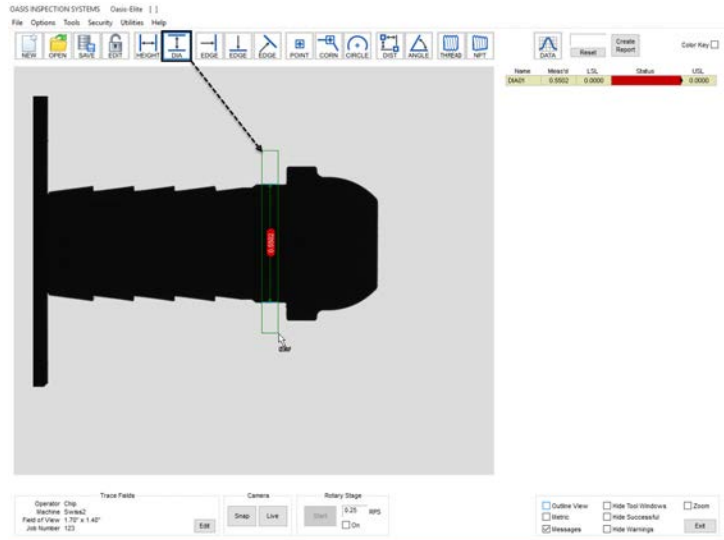 OASIS INSPECTION SYSTEMS Oasis-Elite [ ]
File Options Tools Security Utilities Help
NEW OPEN SAVE EDIT HEIGHT DIA EDGE EDGE EDGE POINT CORN CIRCLE DIST ANGLE THREAD NPT
DATA Reset Create Report Color Key
Name Meas'd LSL Status USL
DIA01 0.5502 0.0000 0.0000
0.5502
Trace Fields
Operator Chip
Machine Swiss2
Field of View 1.70" x 1.40"
Job Number 123
Edit
Camera
Snap Live
Rotary Stage
Start 0.25 RPS
On
Outline View Hide Tool Windows Zoom
Metric Hide Successful
Messages Hide Warnings Exit